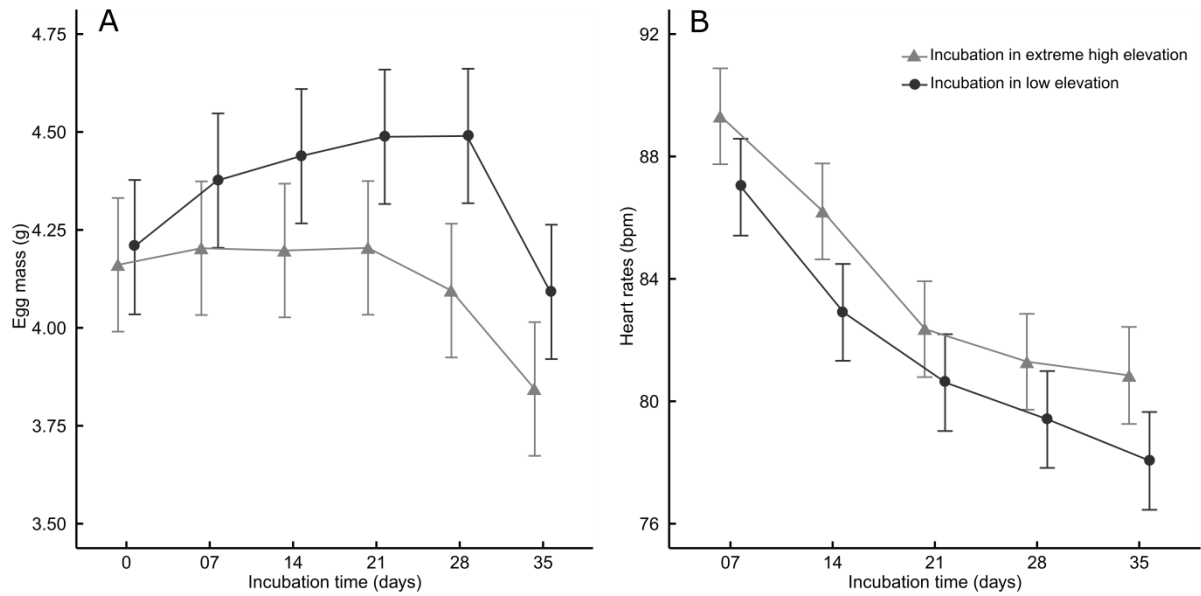 A
4.75
4.50
4.25
4.00
3.75
3.50
Egg mass (g)
0 07 14 21 28 35
Incubation time (days)
B
Incubation in extreme high elevation
Incubation in low elevation
92
88
84
80
76
Heart rates (bpm)
07 14 21 28 35
Incubation time (days)